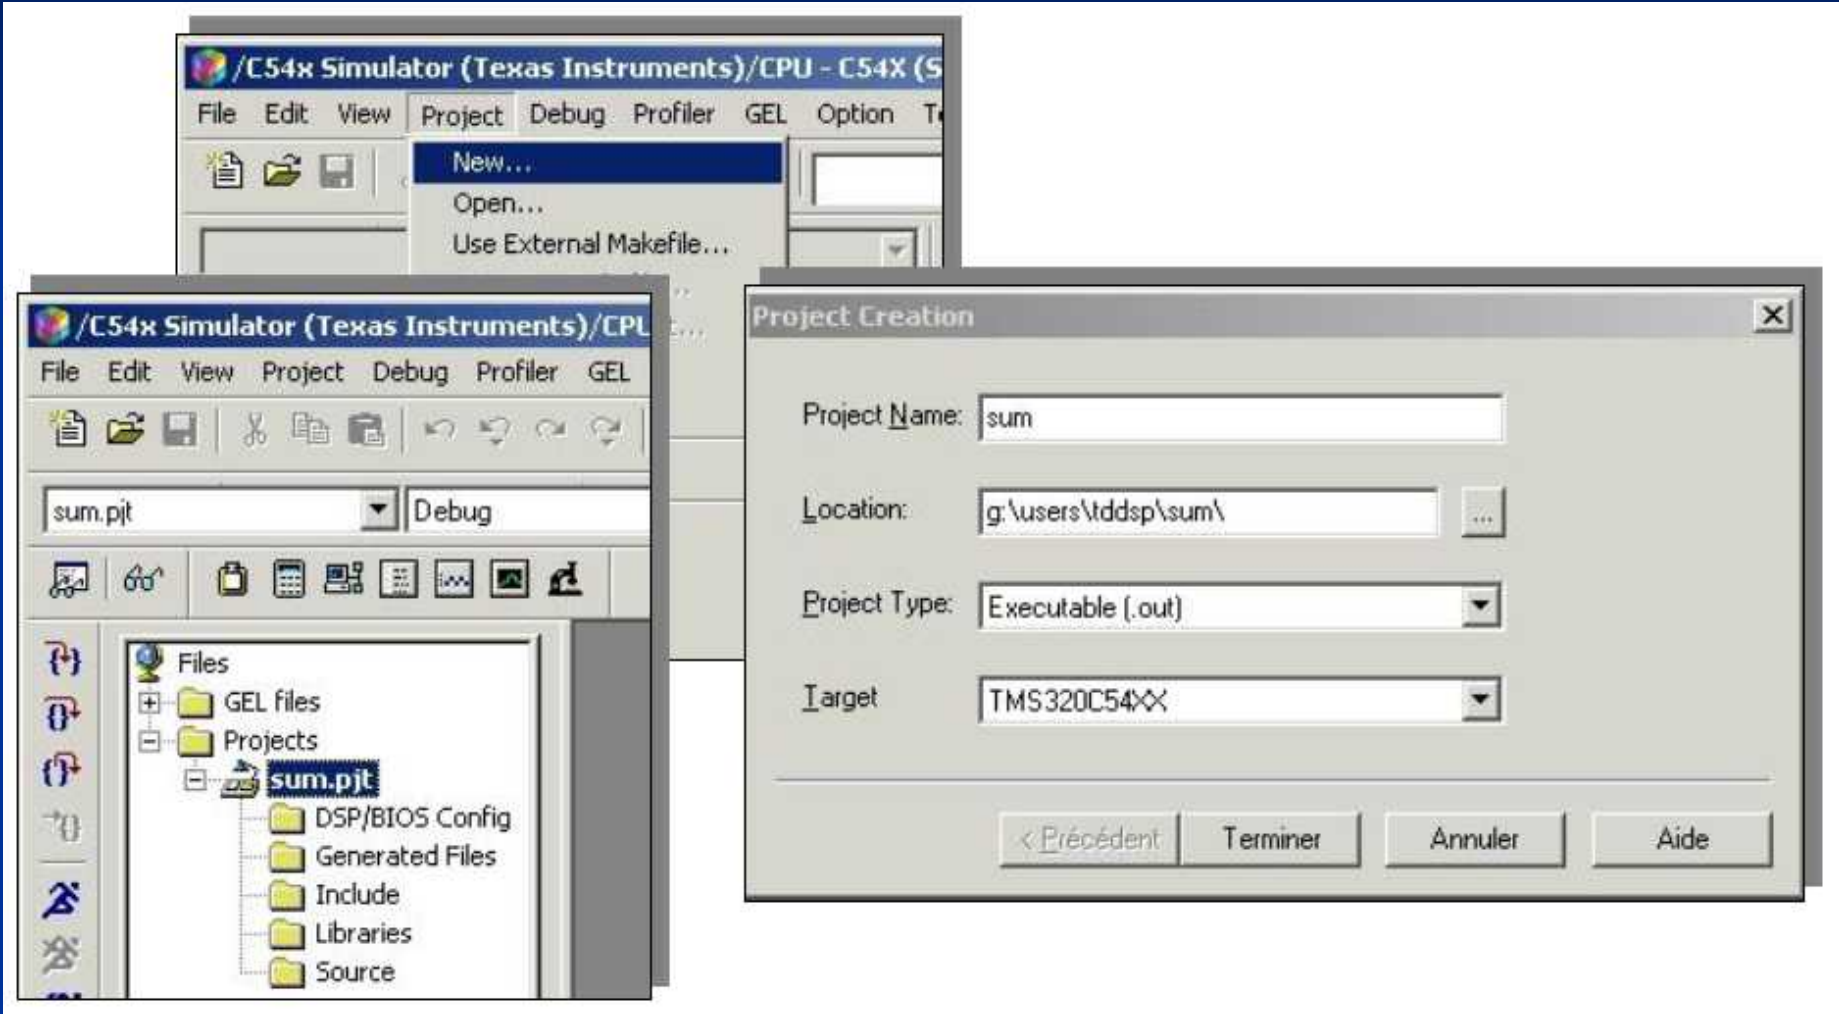 /C54x Simulator (Texas Instruments)/CPU - C54X (S
File Edit View Project Debug Profiler GEL Option
New...
Open...
Use External Makefile...
/C54x Simulator (Texas Instruments)/CPU
File Edit View Project Debug Profiler GEL
sum.pjt Debug
Files
GEL files
Projects
sum.pjt
DSP/BIOS Config
Generated Files
Include
Libraries
Source
Project Creation
Project Name: sum
Location: g:\users\tddsp\sum\ ...
Project Type: Executable (.out)
Target TMS320C54XX
< Précédent Terminer Annuler Aide